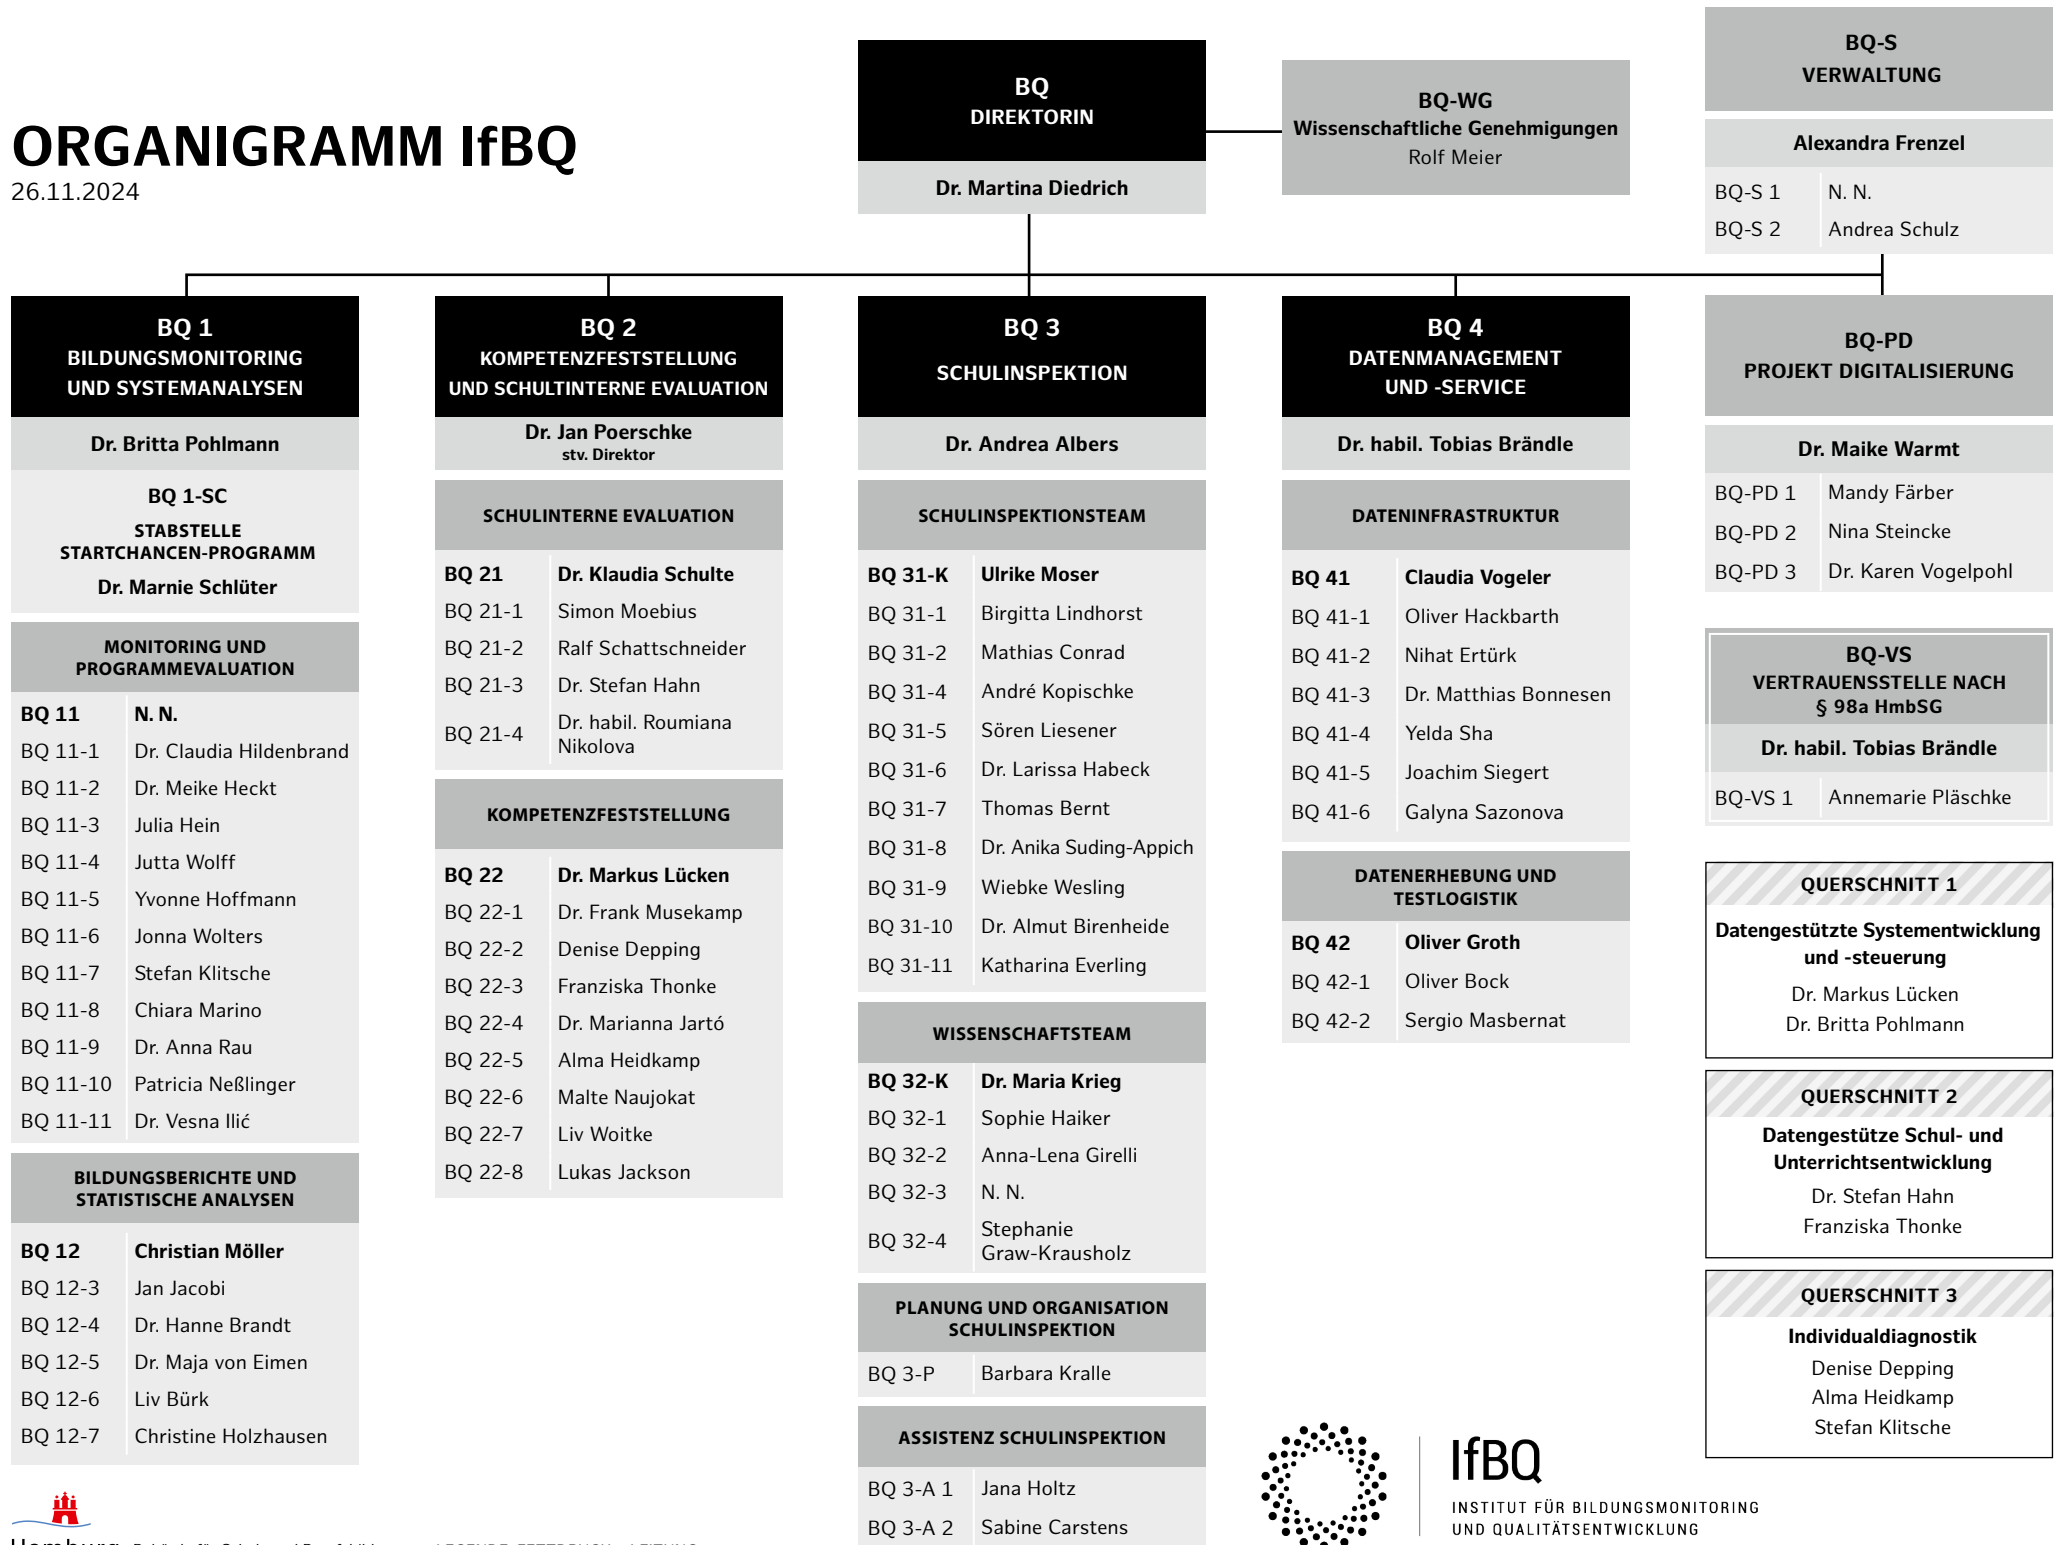 ORGANIGRAMM IfBQ
26.11.2024
BQ
DIREKTORIN
Dr. Martina Diedrich
BQ-WG
Wissenschaftliche Genehmigungen
Rolf Meier
BQ-S
VERWALTUNG
Alexandra Frenzel
BQ-S 1 N. N.
BQ-S 2 Andrea Schulz
BQ 1
BILDUNGSMONITORING
UND SYSTEMANALYSEN
Dr. Britta Pohlmann
BQ 1-SC
STABSTELLE
STARTCHANCEN-PROGRAMM
Dr. Marnie Schlüter
MONITORING UND
PROGRAMMEVALUATION
BQ 11 N. N.
BQ 11-1 Dr. Claudia Hildenbrand
BQ 11-2 Dr. Meike Heckt
BQ 11-3 Julia Hein
BQ 11-4 Jutta Wolff
BQ 11-5 Yvonne Hoffmann
BQ 11-6 Jonna Wolters
BQ 11-7 Stefan Klitsche
BQ 11-8 Chiara Marino
BQ 11-9 Dr. Anna Rau
BQ 11-10 Patricia Neßlinger
BQ 11-11 Dr. Vesna Ilić
BILDUNGSBERICHTE UND
STATISTISCHE ANALYSEN
BQ 12 Christian Möller
BQ 12-3 Jan Jacobi
BQ 12-4 Dr. Hanne Brandt
BQ 12-5 Dr. Maja von Eimen
BQ 12-6 Liv Bürk
BQ 12-7 Christine Holzhausen
BQ 2
KOMPETENZFESTSTELLUNG
UND SCHULTINTERNE EVALUATION
Dr. Jan Poerschke
stv. Direktor
SCHULINTERNE EVALUATION
BQ 21 Dr. Klaudia Schulte
BQ 21-1 Simon Moebius
BQ 21-2 Ralf Schattschneider
BQ 21-3 Dr. Stefan Hahn
BQ 21-4 Dr. habil. Roumiana
Nikolova
KOMPETENZFESTSTELLUNG
BQ 22 Dr. Markus Lücken
BQ 22-1 Dr. Frank Musekamp
BQ 22-2 Denise Depping
BQ 22-3 Franziska Thonke
BQ 22-4 Dr. Marianna Jartó
BQ 22-5 Alma Heidkamp
BQ 22-6 Malte Naujokat
BQ 22-7 Liv Woitke
BQ 22-8 Lukas Jackson
BQ 3
SCHULINSPEKTION
Dr. Andrea Albers
SCHULINSPEKTIONSTEAM
BQ 31-K Ulrike Moser
BQ 31-1 Birgitta Lindhorst
BQ 31-2 Mathias Conrad
BQ 31-4 André Kopischke
BQ 31-5 Sören Liesener
BQ 31-6 Dr. Larissa Habeck
BQ 31-7 Thomas Bernt
BQ 31-8 Dr. Anika Suding-Appich
BQ 31-9 Wiebke Wesling
BQ 31-10 Dr. Almut Birenheide
BQ 31-11 Katharina Everling
WISSENSCHAFTSTEAM
BQ 32-K Dr. Maria Krieg
BQ 32-1 Sophie Haiker
BQ 32-2 Anna-Lena Girelli
BQ 32-3 N. N.
BQ 32-4 Stephanie
Graw-Krausholz
PLANUNG UND ORGANISATION
SCHULINSPEKTION
BQ 3-P Barbara Kralle
ASSISTENZ SCHULINSPEKTION
BQ 3-A 1 Jana Holtz
BQ 3-A 2 Sabine Carstens
BQ 4
DATENMANAGEMENT
UND -SERVICE
Dr. habil. Tobias Brändle
DATENINFRASTRUKTUR
BQ 41 Claudia Vogeler
BQ 41-1 Oliver Hackbarth
BQ 41-2 Nihat Ertürk
BQ 41-3 Dr. Matthias Bonnesen
BQ 41-4 Yelda Sha
BQ 41-5 Joachim Siegert
BQ 41-6 Galyna Sazonova
DATENERHEBUNG UND
TESTLOGISTIK
BQ 42 Oliver Groth
BQ 42-1 Oliver Bock
BQ 42-2 Sergio Masbernat
BQ-PD
PROJEKT DIGITALISIERUNG
Dr. Maike Warmt
BQ-PD 1 Mandy Färber
BQ-PD 2 Nina Steincke
BQ-PD 3 Dr. Karen Vogelpohl
BQ-VS
VERTRAUENSSTELLE NACH
§ 98a HmbSG
Dr. habil. Tobias Brändle
BQ-VS 1 Annemarie Pläschke
QUERSCHNITT 1
Datengestützte Systementwicklung
und -steuerung
Dr. Markus Lücken
Dr. Britta Pohlmann
QUERSCHNITT 2
Datengestütze Schul- und
Unterrichtsentwicklung
Dr. Stefan Hahn
Franziska Thonke
QUERSCHNITT 3
Individualdiagnostik
Denise Depping
Alma Heidkamp
Stefan Klitsche
IfBQ
INSTITUT FÜR BILDUNGSMONITORING
UND QUALITÄTSENTWICKLUNG